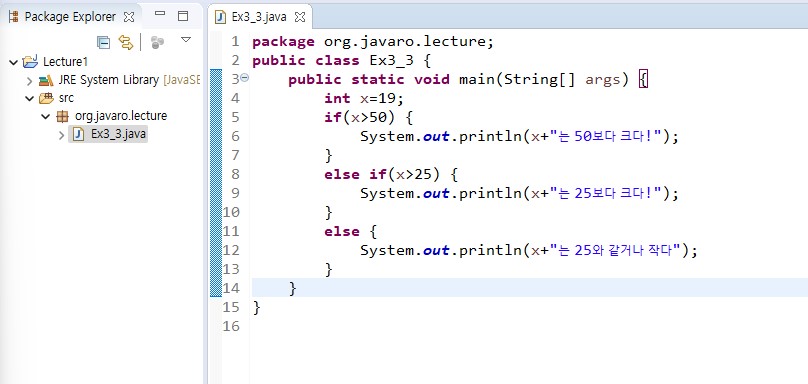 Package Explorer
Lecture1
JRE System Library [JavaSE
src
org.javaro.lecture
Ex3_3.java
Ex3_3.java
1 package org.javaro.lecture;
2 public class Ex3_3 {
3 public static void main(String[] args) {
4 int x=19;
5 if(x>50) {
6 System.out.println(x+"는 50보다 크다!");
7 }
8 else if(x>25) {
9 System.out.println(x+"는 25보다 크다!");
10 }
11 else {
12 System.out.println(x+"는 25와 같거나 작다");
13 }
14 }
15 }
16